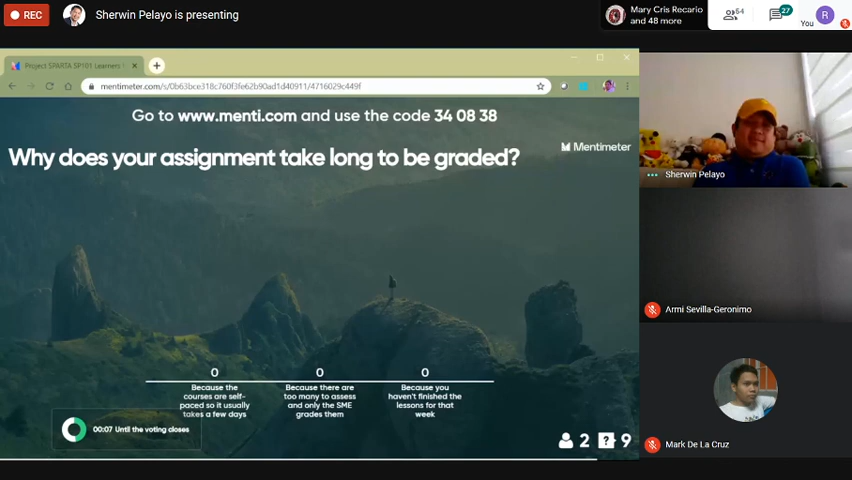 REC
Sherwin Pelayo is presenting
Mary Cris Recario
and 48 more
54
27
You
R
Project SPARTA SP101 Learners
mentimeter.com/s/0b63bce318c760f3fe62b90ad1d40911/4716029c449f
Go to www.menti.com and use the code 34 08 38
Mentimeter
Why does your assignment take long to be graded?
Sherwin Pelayo
Armi Sevilla-Geronimo
0
Because the
courses are self-
paced so it usually
takes a few days
0
Because there are
too many to assess
and only the SME
grades them
0
Because you
haven't finished the
lessons for that
week
00:07 Until the voting closes
2
9
Mark De La Cruz